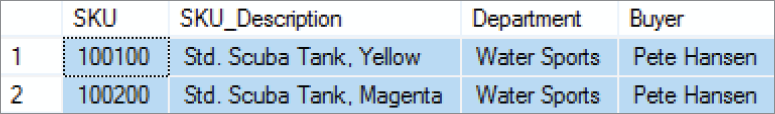 SKU SKU_Description Department Buyer
1 100100 Std. Scuba Tank, Yellow Water Sports Pete Hansen
2 100200 Std. Scuba Tank, Magenta Water Sports Pete Hansen